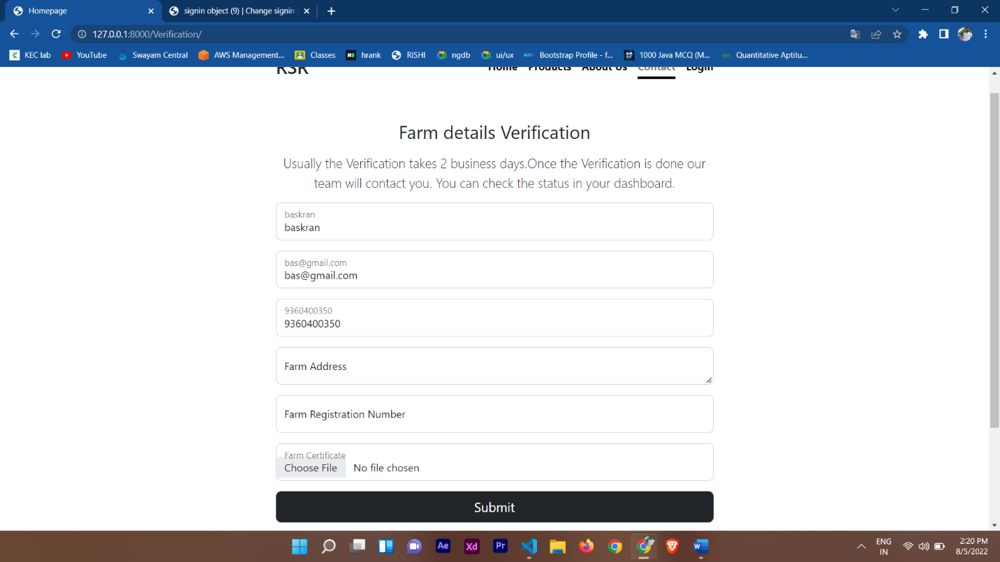 Homepage
signin object (9) | Change signin
127.0.0.1:8000/Verification/
KEC lab YouTube Swayam Central AWS Management... Classes hrank RISHI ngdb ui/ux Bootstrap Profile - f... 1000 Java MCQ (M... Quantitative Aptitu...
RSR Home Products About Us Contact Login
Farm details Verification
Usually the Verification takes 2 business days.Once the Verification is done our
team will contact you. You can check the status in your dashboard.
baskran
baskran
bas@gmail.com
bas@gmail.com
9360400350
9360400350
Farm Address
Farm Registration Number
Farm Certificate
Choose File No file chosen
Submit
Ae Xd Pr
ENG
IN
2:20 PM
8/5/2022